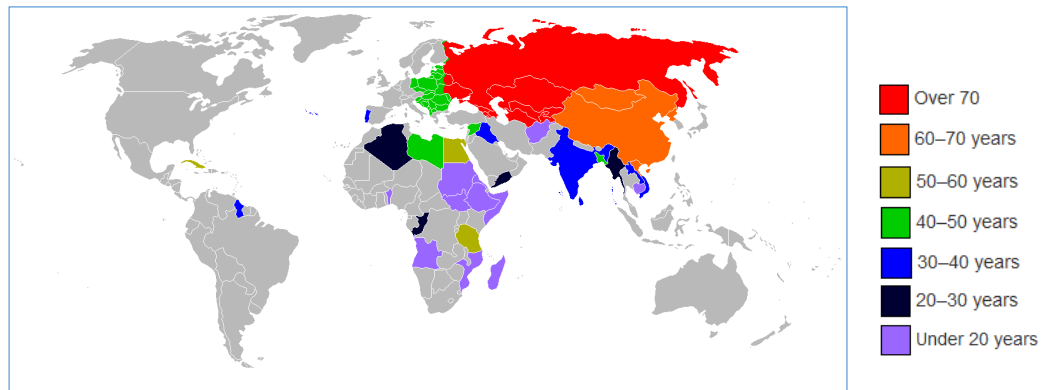 Over 70
60–70 years
50–60 years
40–50 years
30–40 years
20–30 years
Under 20 years